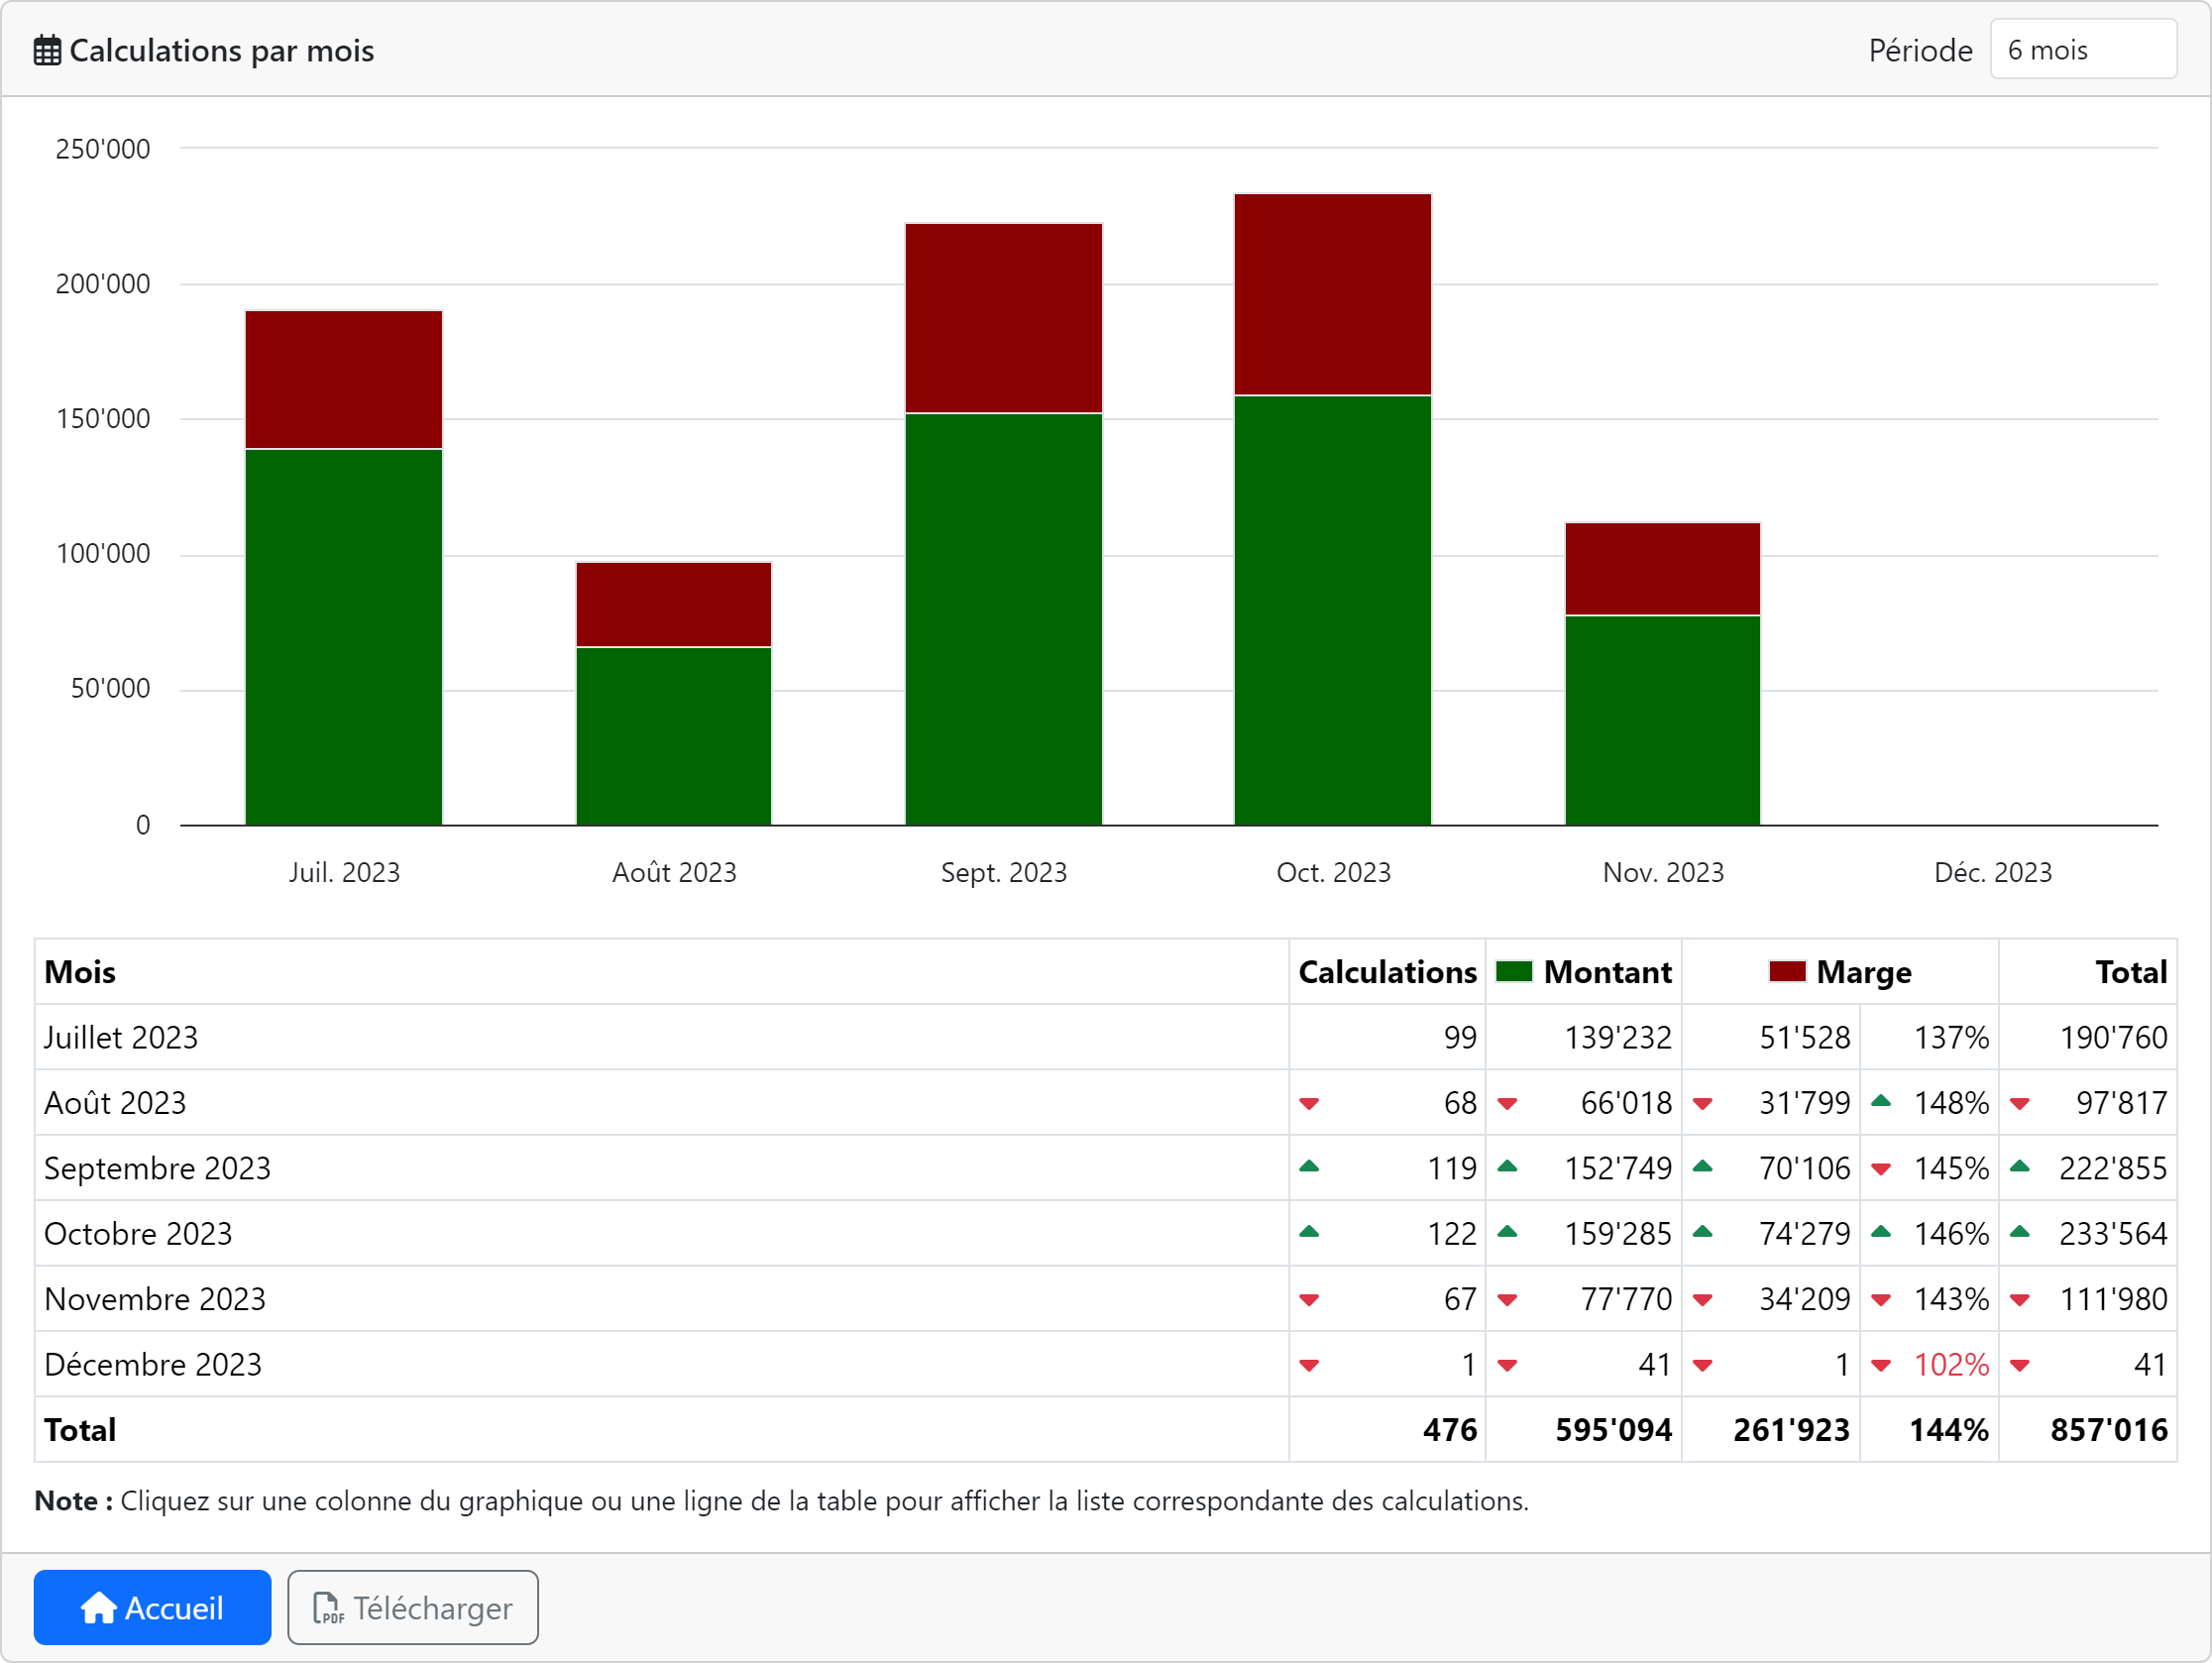 Calculations par mois Période 6 mois
250'000
200'000
150'000
100'000
50'000
0
Juil. 2023 Août 2023 Sept. 2023 Oct. 2023 Nov. 2023 Déc. 2023
Mois Calculations Montant Marge Total
Juillet 2023 99 139'232 51'528 137% 190'760
Août 2023 68 66'018 31'799 148% 97'817
Septembre 2023 119 152'749 70'106 145% 222'855
Octobre 2023 122 159'285 74'279 146% 233'564
Novembre 2023 67 77'770 34'209 143% 111'980
Décembre 2023 1 41 1 102% 41
Total 476 595'094 261'923 144% 857'016
Note : Cliquez sur une colonne du graphique ou une ligne de la table pour afficher la liste correspondante des calculations.
Accueil PDF Télécharger